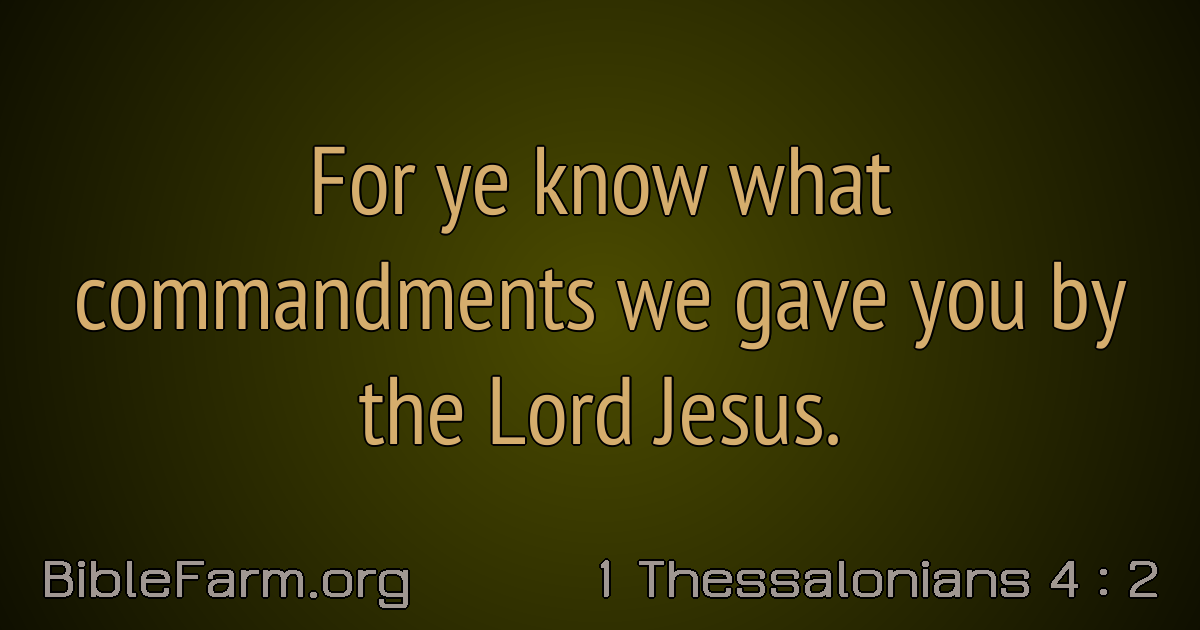 For ye know what
commandments we gave you by
the Lord Jesus.
BibleFarm.org
1 Thessalonians 4 : 2